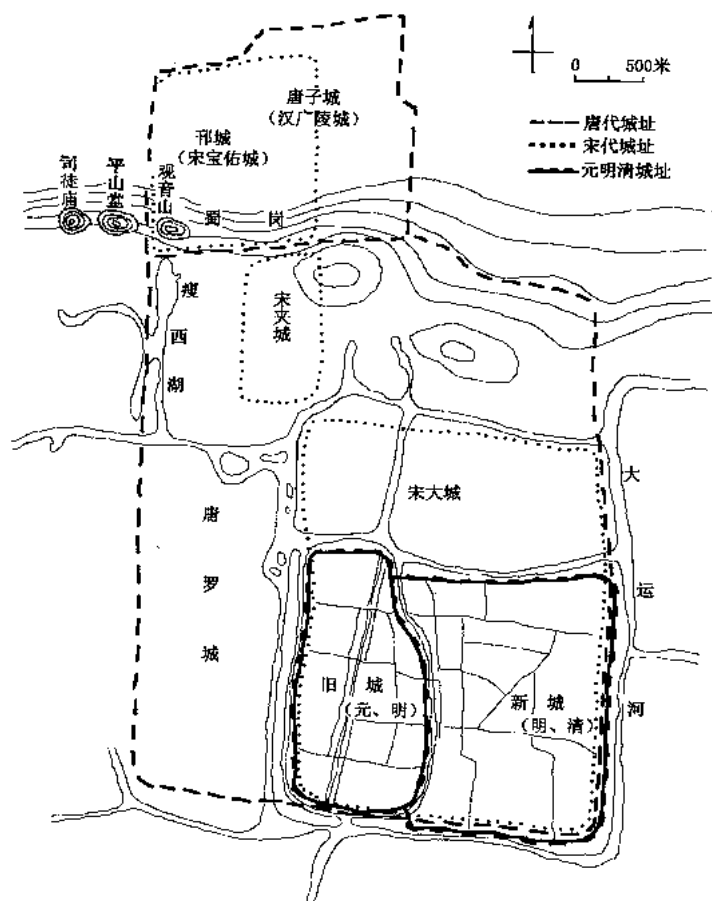 0 500米
唐代城址
宋代城址
元明清城址
唐子城
(汉广陵城)
邗城
(宋宝佑城)
司徒庙
平山堂
观音山
蜀岗
瘦西湖
宋夹城
宋大城
唐罗城
大运河
旧城
(元、明)
新城
(明、清)